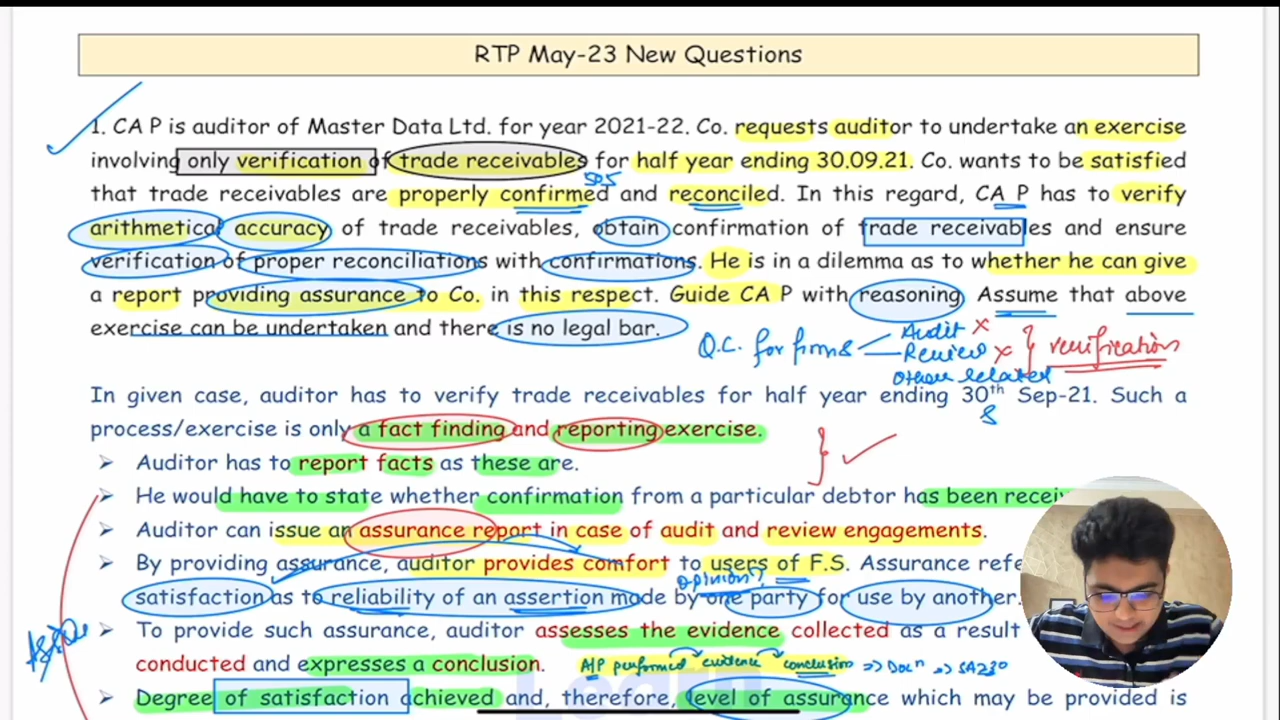 RTP May-23 New Questions
1. CA P is auditor of Master Data Ltd. for year 2021-22. Co. requests auditor to undertake an exercise
involving only verification of trade receivables for half year ending 30.09.21. Co. wants to be satisfied
505
that trade receivables are properly confirmed and reconciled. In this regard, CA P has to verify
arithmetical accuracy of trade receivables, obtain confirmation of trade receivables and ensure
verification of proper reconciliations with confirmations. He is in a dilemma as to whether he can give
a report providing assurance to Co. in this respect. Guide CA P with reasoning Assume that above
exercise can be undertaken and there is no legal bar.
Q.C. for firms Audit x
Review x } verification
Other related
In given case, auditor has to verify trade receivables for half year ending 30th Sep-21. Such a
S
process/exercise is only a fact finding and reporting exercise.
➢ Auditor has to report facts as these are.
➢ He would have to state whether confirmation from a particular debtor has been
➢ Auditor can issue an assurance report in case of audit and review engagements.
➢ By providing assurance, auditor provides comfort to users of F.S. Assurance
opinion
satisfaction as to reliability of an assertion made by one party for use by another.
➢ To provide such assurance, auditor assesses the evidence collected as a result
conducted and expresses a conclusion. A/P performed evidence conclusion => Docn => SA230
Learn
➢ Degree of satisfaction achieved and, therefore, level of assurance which may be provided is